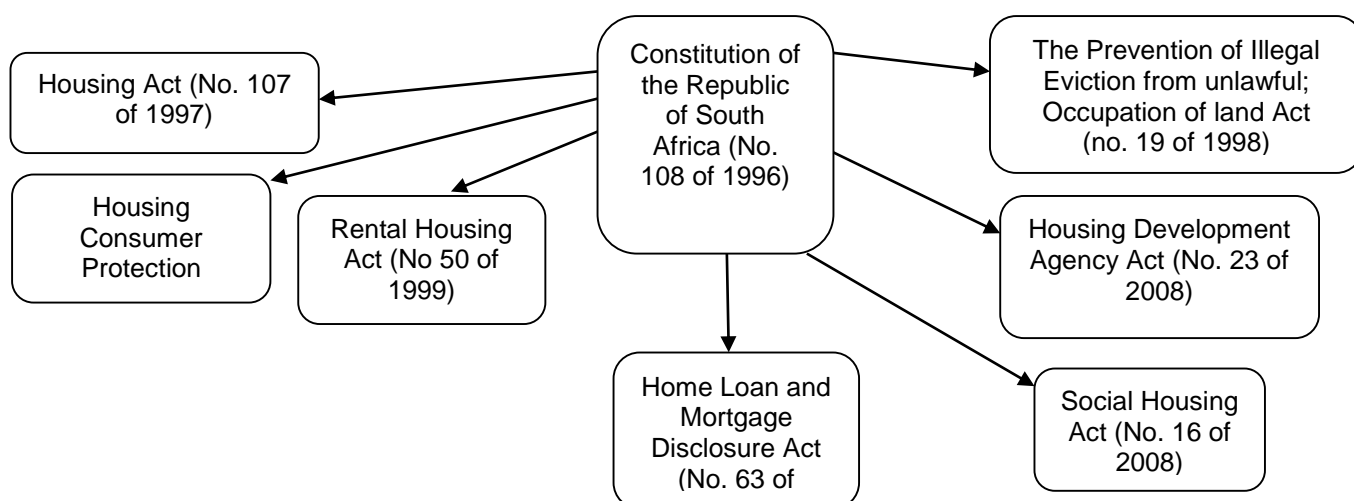 Constitution of
the Republic
of South
Africa (No.
108 of 1996)
The Prevention of Illegal
Eviction from unlawful;
Occupation of land Act
(no. 19 of 1998)
Housing Act (No. 107
of 1997)
Housing
Consumer
Protection
Rental Housing
Act (No 50 of
1999)
Housing Development
Agency Act (No. 23 of
2008)
Home Loan and
Mortgage
Disclosure Act
(No. 63 of
Social Housing
Act (No. 16 of
2008)